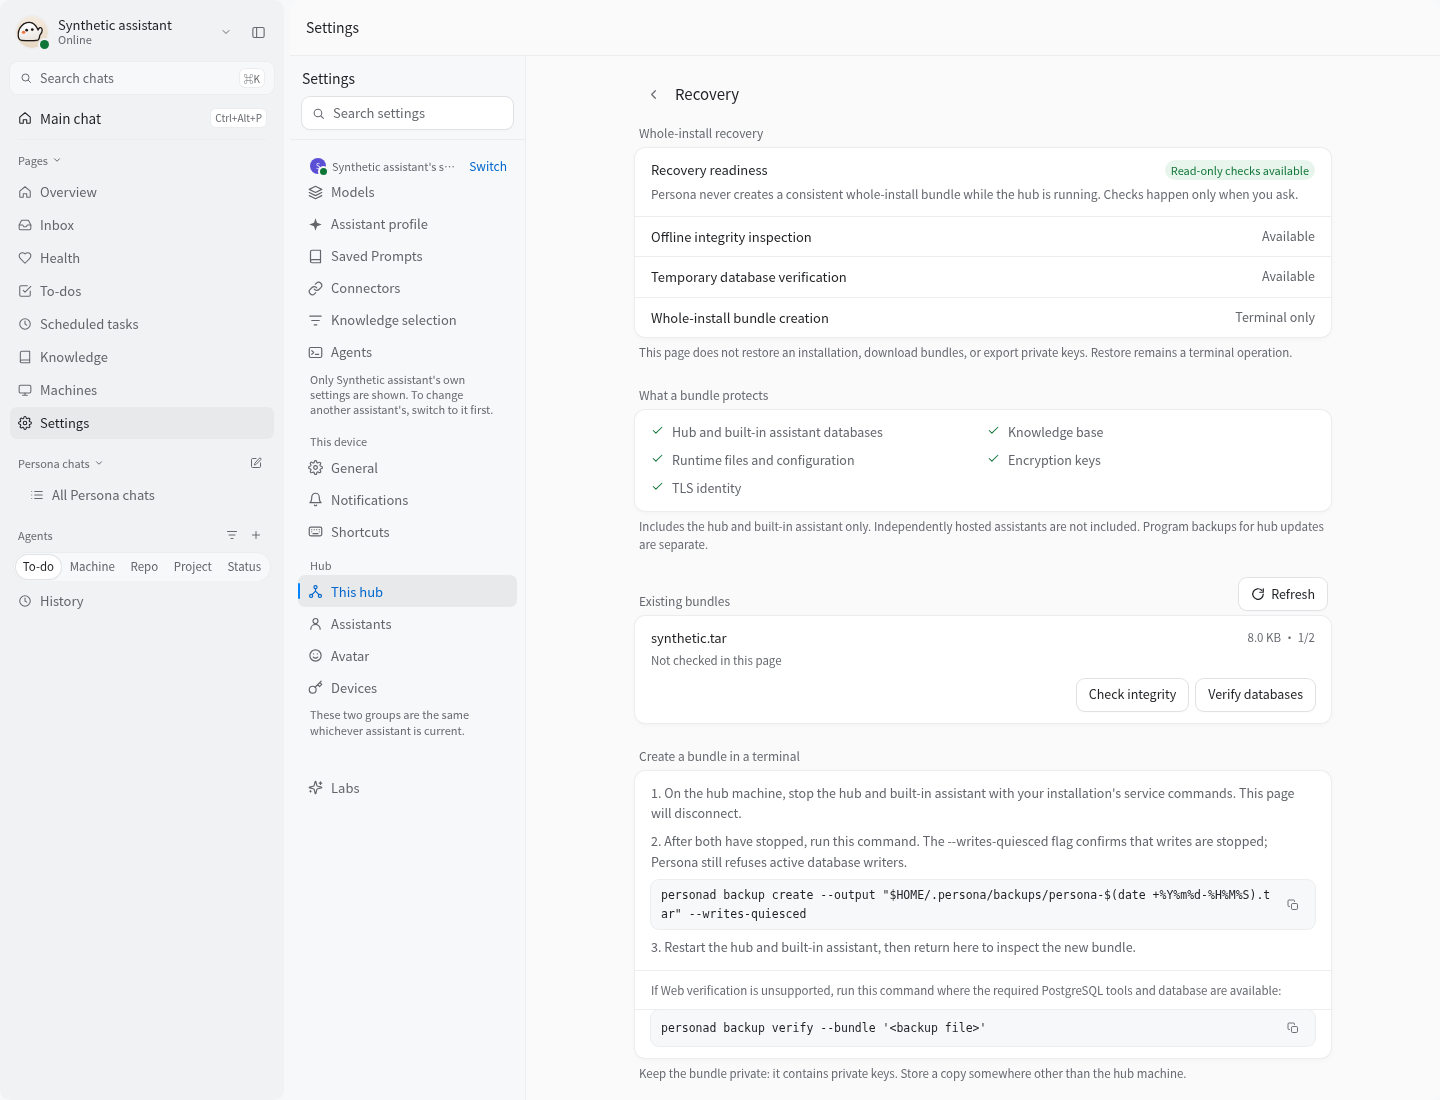 Synthetic assistant
Online
Search chats
⌘K
Main chat
Ctrl+Alt+P
Pages
Overview
Inbox
Health
To-dos
Scheduled tasks
Knowledge
Machines
Settings
Persona chats
All Persona chats
Agents
To-do Machine Repo Project Status
History
Settings
Settings
Search settings
S Synthetic assistant's s··· Switch
Models
Assistant profile
Saved Prompts
Connectors
Knowledge selection
Agents
Only Synthetic assistant's own
settings are shown. To change
another assistant's, switch to it first.
This device
General
Notifications
Shortcuts
Hub
This hub
Assistants
Avatar
Devices
These two groups are the same
whichever assistant is current.
Labs
Recovery
Whole-install recovery
Recovery readiness
Read-only checks available
Persona never creates a consistent whole-install bundle while the hub is running. Checks happen only when you ask.
Offline integrity inspection Available
Temporary database verification Available
Whole-install bundle creation Terminal only
This page does not restore an installation, download bundles, or export private keys. Restore remains a terminal operation.
What a bundle protects
Hub and built-in assistant databases Knowledge base
Runtime files and configuration Encryption keys
TLS identity
Includes the hub and built-in assistant only. Independently hosted assistants are not included. Program backups for hub updates
are separate.
Existing bundles Refresh
synthetic.tar 8.0 KB • 1/2
Not checked in this page
Check integrity Verify databases
Create a bundle in a terminal
1. On the hub machine, stop the hub and built-in assistant with your installation's service commands. This page
will disconnect.
2. After both have stopped, run this command. The --writes-quiesced flag confirms that writes are stopped;
Persona still refuses active database writers.
personad backup create --output "$HOME/.persona/backups/persona-$(date +%Y%m%d-%H%M%S).t
ar" --writes-quiesced
3. Restart the hub and built-in assistant, then return here to inspect the new bundle.
If Web verification is unsupported, run this command where the required PostgreSQL tools and database are available:
personad backup verify --bundle '<backup file>'
Keep the bundle private: it contains private keys. Store a copy somewhere other than the hub machine.